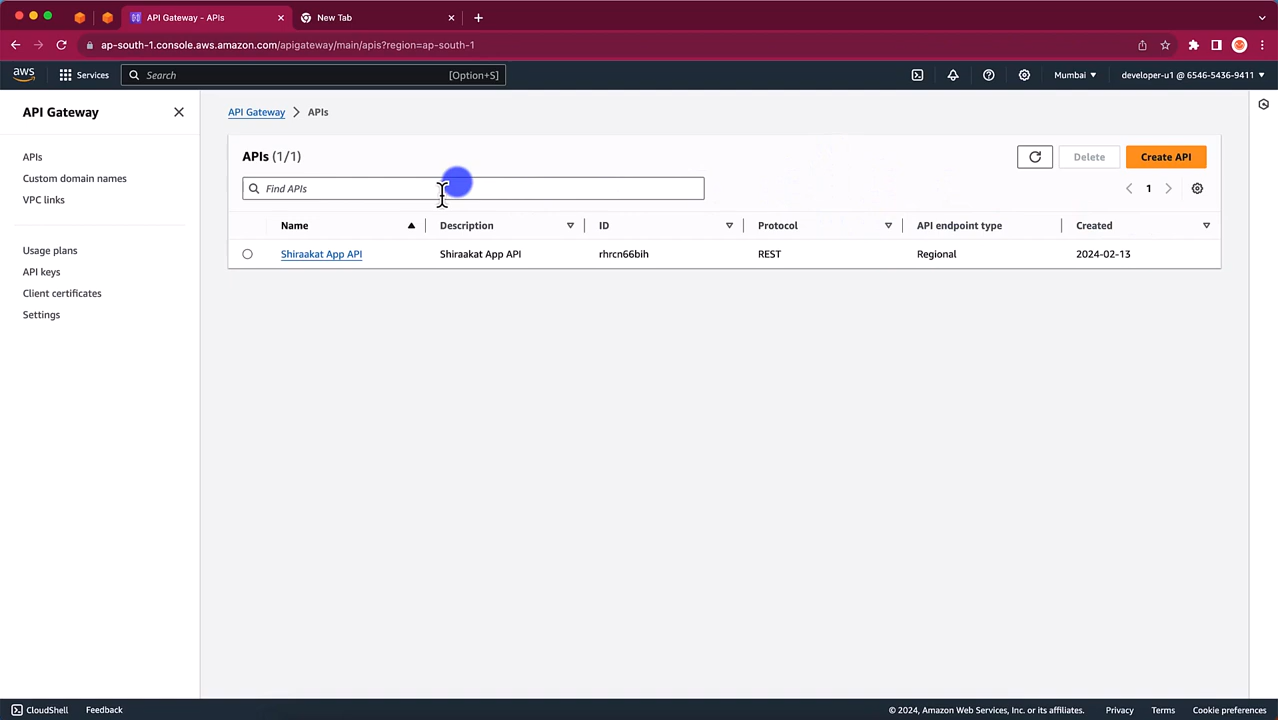 API Gateway - APIs
New Tab
ap-south-1.console.aws.amazon.com/apigateway/main/apis?region=ap-south-1
aws
Services
Search
[Option+S]
Mumbai
developer-u1 @ 6546-5436-9411
API Gateway
APIs
Custom domain names
VPC links
Usage plans
API keys
Client certificates
Settings
API Gateway > APIs
APIs (1/1)
Delete
Create API
Find APIs
1
Name Description ID Protocol API endpoint type Created
Shiraakat App API Shiraakat App API rhrcn66bih REST Regional 2024-02-13
CloudShell Feedback
© 2024, Amazon Web Services, Inc. or its affiliates. Privacy Terms Cookie preferences